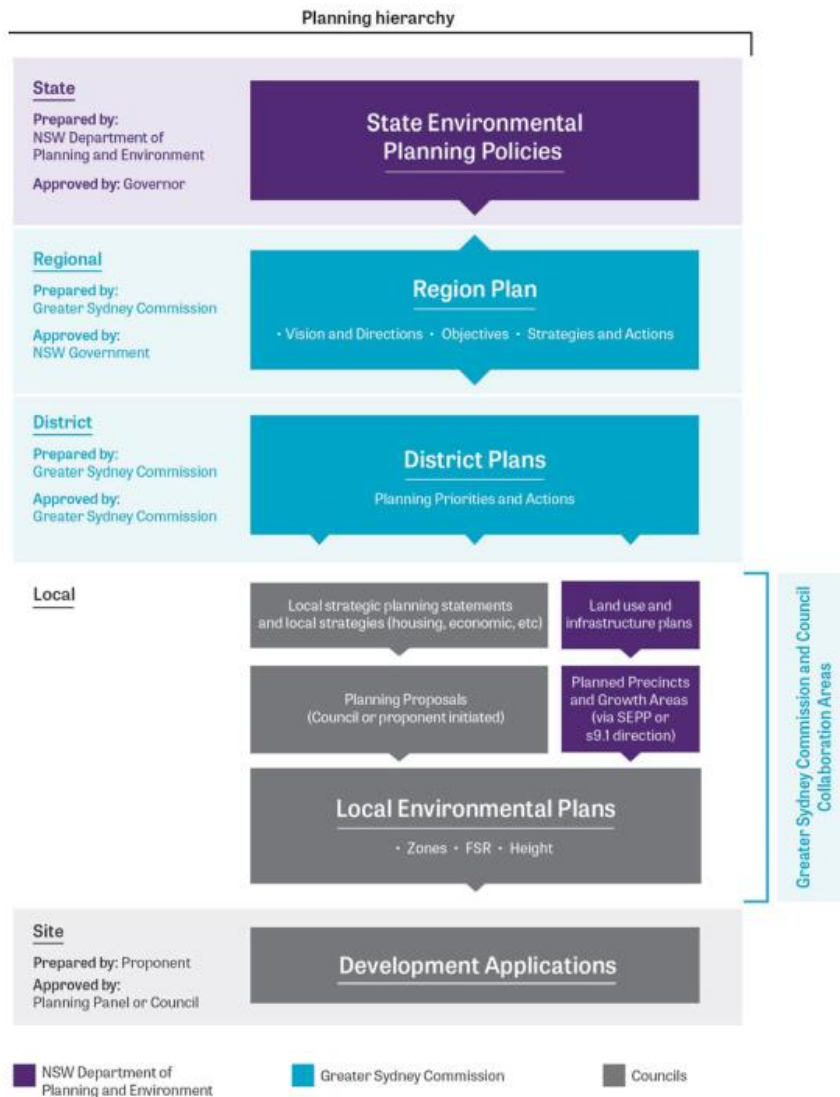 Planning hierarchy
State
Prepared by:
NSW Department of
Planning and Environment
Approved by: Governor
State Environmental
Planning Policies
Regional
Prepared by:
Greater Sydney Commission
Approved by:
NSW Government
Region Plan
• Vision and Directions • Objectives • Strategies and Actions
District
Prepared by:
Greater Sydney Commission
Approved by:
Greater Sydney Commission
District Plans
Planning Priorities and Actions
Local
Local strategic planning statements
and local strategies (housing, economic, etc)
Land use and
infrastructure plans
Planning Proposals
(Council or proponent initiated)
Planned Precincts
and Growth Areas
(via SEPP or
s9.1 direction)
Local Environmental Plans
• Zones • FSR • Height
Greater Sydney Commission and Council
Collaboration Areas
Site
Prepared by: Proponent
Approved by:
Planning Panel or Council
Development Applications
NSW Department of
Planning and Environment
Greater Sydney Commission
Councils